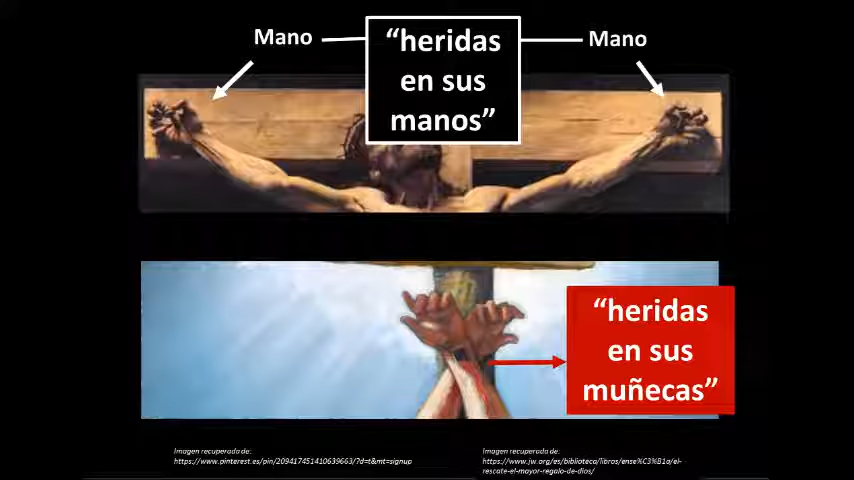 Mano
“heridas
en sus
manos”
Mano
“heridas
en sus
muñecas”
Imagen recuperada de:
https://www.pinterest.es/pin/209417451410639663/?d=t&mt=signup
Imagen recuperada de:
https://www.jw.org/es/biblioteca/libros/ense%C3%B1a/el-
rescate-el-mayor-regalo-de-dios/